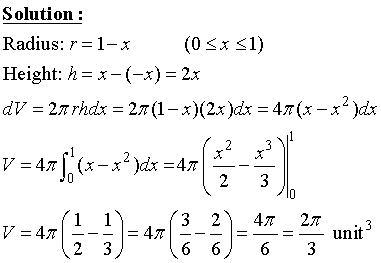 Solution :
Radius: r = 1 − x (0 ≤ x ≤ 1)
Height: h = x − (−x) = 2x
dV = 2πrhdx = 2π(1 − x)(2x)dx = 4π(x − x²)dx
V = 4π∫₀¹(x − x²)dx = 4π(x²/2 − x³/3)|₀¹
V = 4π(1/2 − 1/3) = 4π(3/6 − 2/6) = 4π/6 = 2π/3 unit³